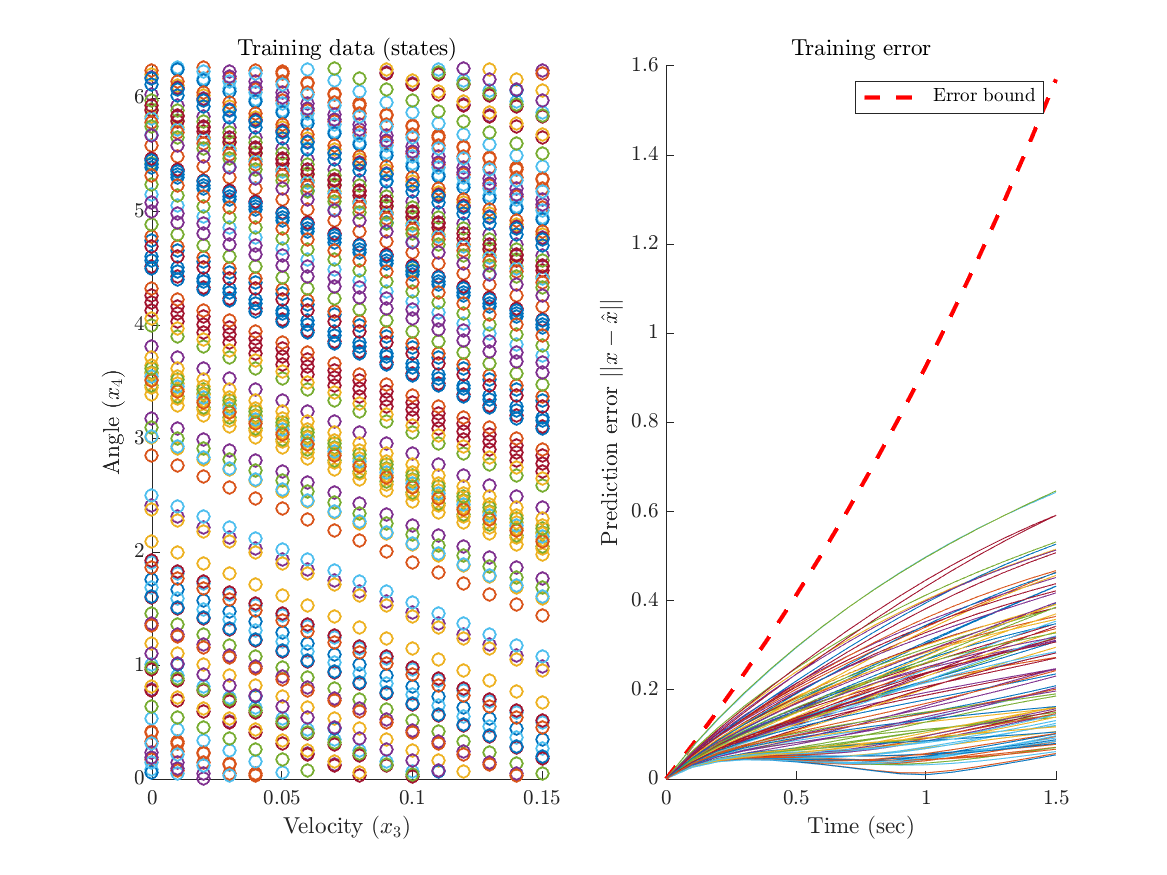 Training data (states)
6
5
4
3
2
1
0
0 0.05 0.1 0.15
Velocity (x₃)
Angle (x₄)
Training error
Error bound
1.6
1.4
1.2
1
0.8
0.6
0.4
0.2
0
0 0.5 1 1.5
Time (sec)
Prediction error ||x − x̂||